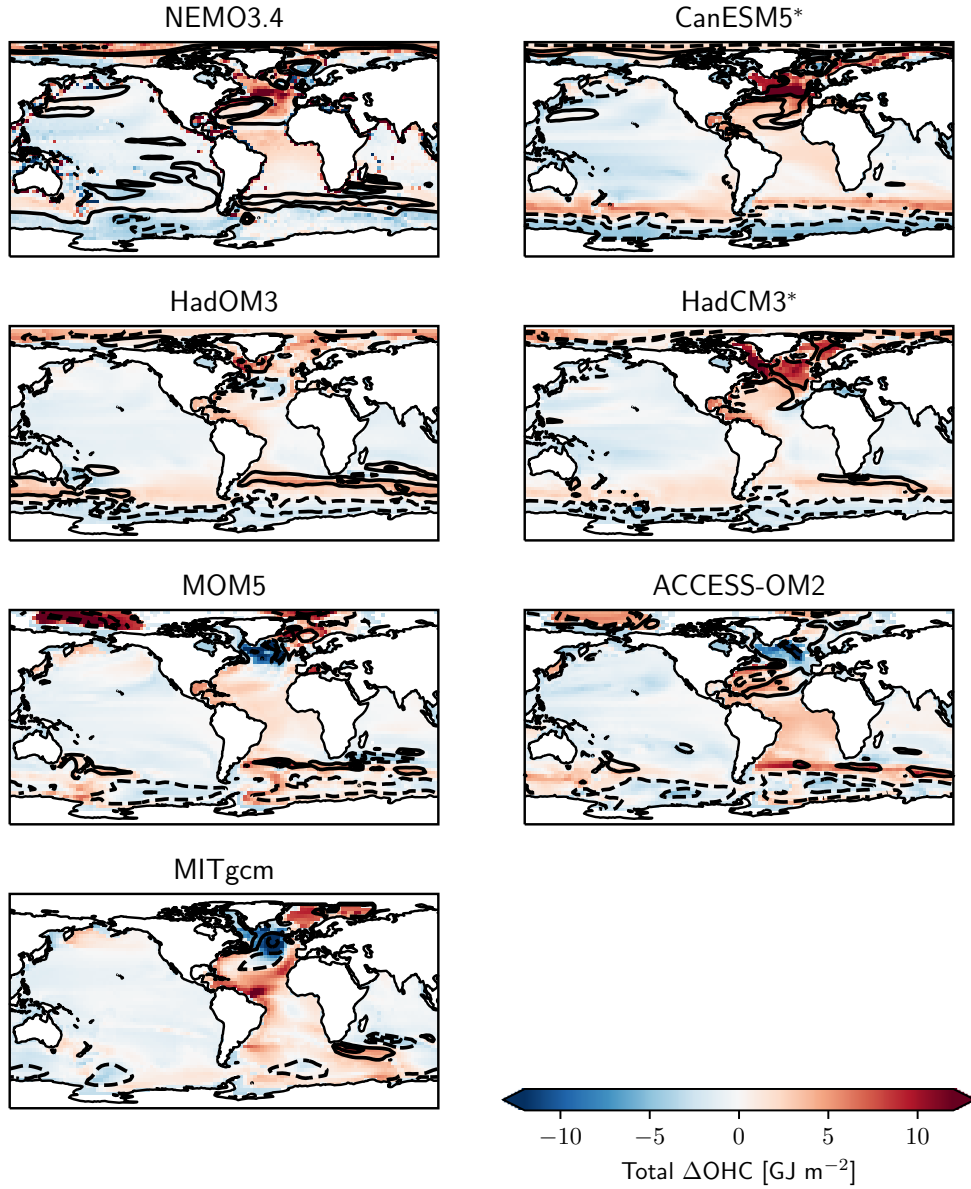 NEMO3.4 CanESM5*
HadOM3 HadCM3*
MOM5 ACCESS-OM2
MITgcm
−10 −5 0 5 10
Total ΔOHC [GJ m⁻²]